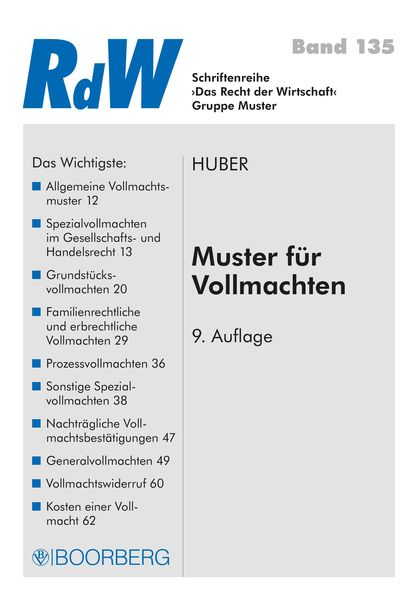 RdW
Band 135
Schriftenreihe
›Das Recht der Wirtschaft‹
Gruppe Muster
Das Wichtigste:
Allgemeine Vollmachts-
muster 12
Spezialvollmachten
im Gesellschafts- und
Handelsrecht 13
Grundstücks-
vollmachten 20
Familienrechtliche
und erbrechtliche
Vollmachten 29
Prozessvollmachten 36
Sonstige Spezial-
vollmachten 38
Nachträgliche Voll-
machtsbestätigungen 47
Generalvollmachten 49
Vollmachtswiderruf 60
Kosten einer Voll-
macht 62
HUBER
Muster für
Vollmachten
9. Auflage
BOORBERG